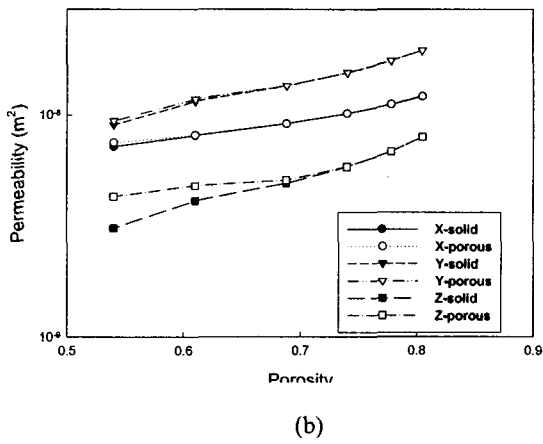 Permeability (m²)
10⁻⁸
10⁻⁹
X-solid
X-porous
Y-solid
Y-porous
Z-solid
Z-porous
0.5 0.6 0.7 0.8 0.9
Porosity
(b)